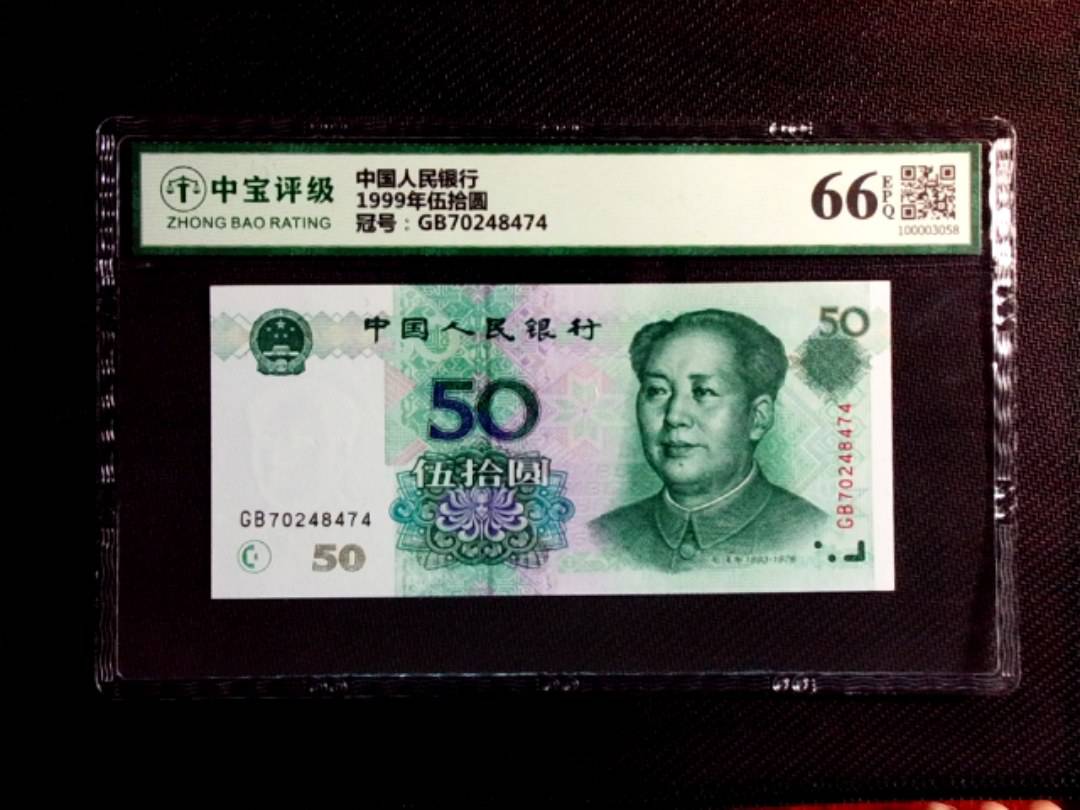 中宝评级
ZHONG BAO RATING
中国人民银行
1999年伍拾圆
冠号：GB70248474
66
EPQ
100003058
中国人民银行
50
50
伍拾圆
GB70248474
GB70248474
50